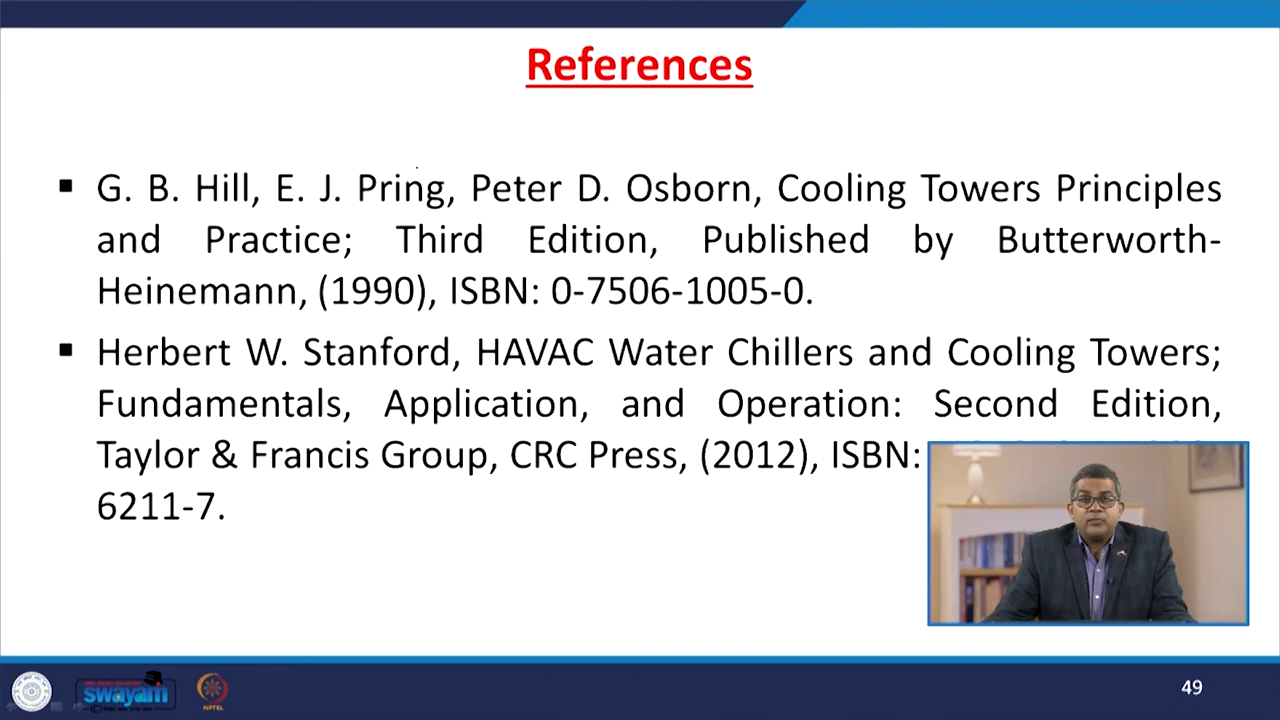 References
▪ G. B. Hill, E. J. Pring, Peter D. Osborn, Cooling Towers Principles
and Practice; Third Edition, Published by Butterworth-
Heinemann, (1990), ISBN: 0-7506-1005-0.
▪ Herbert W. Stanford, HAVAC Water Chillers and Cooling Towers;
Fundamentals, Application, and Operation: Second Edition,
Taylor & Francis Group, CRC Press, (2012), ISBN:
6211-7.
swayam
NPTEL
49